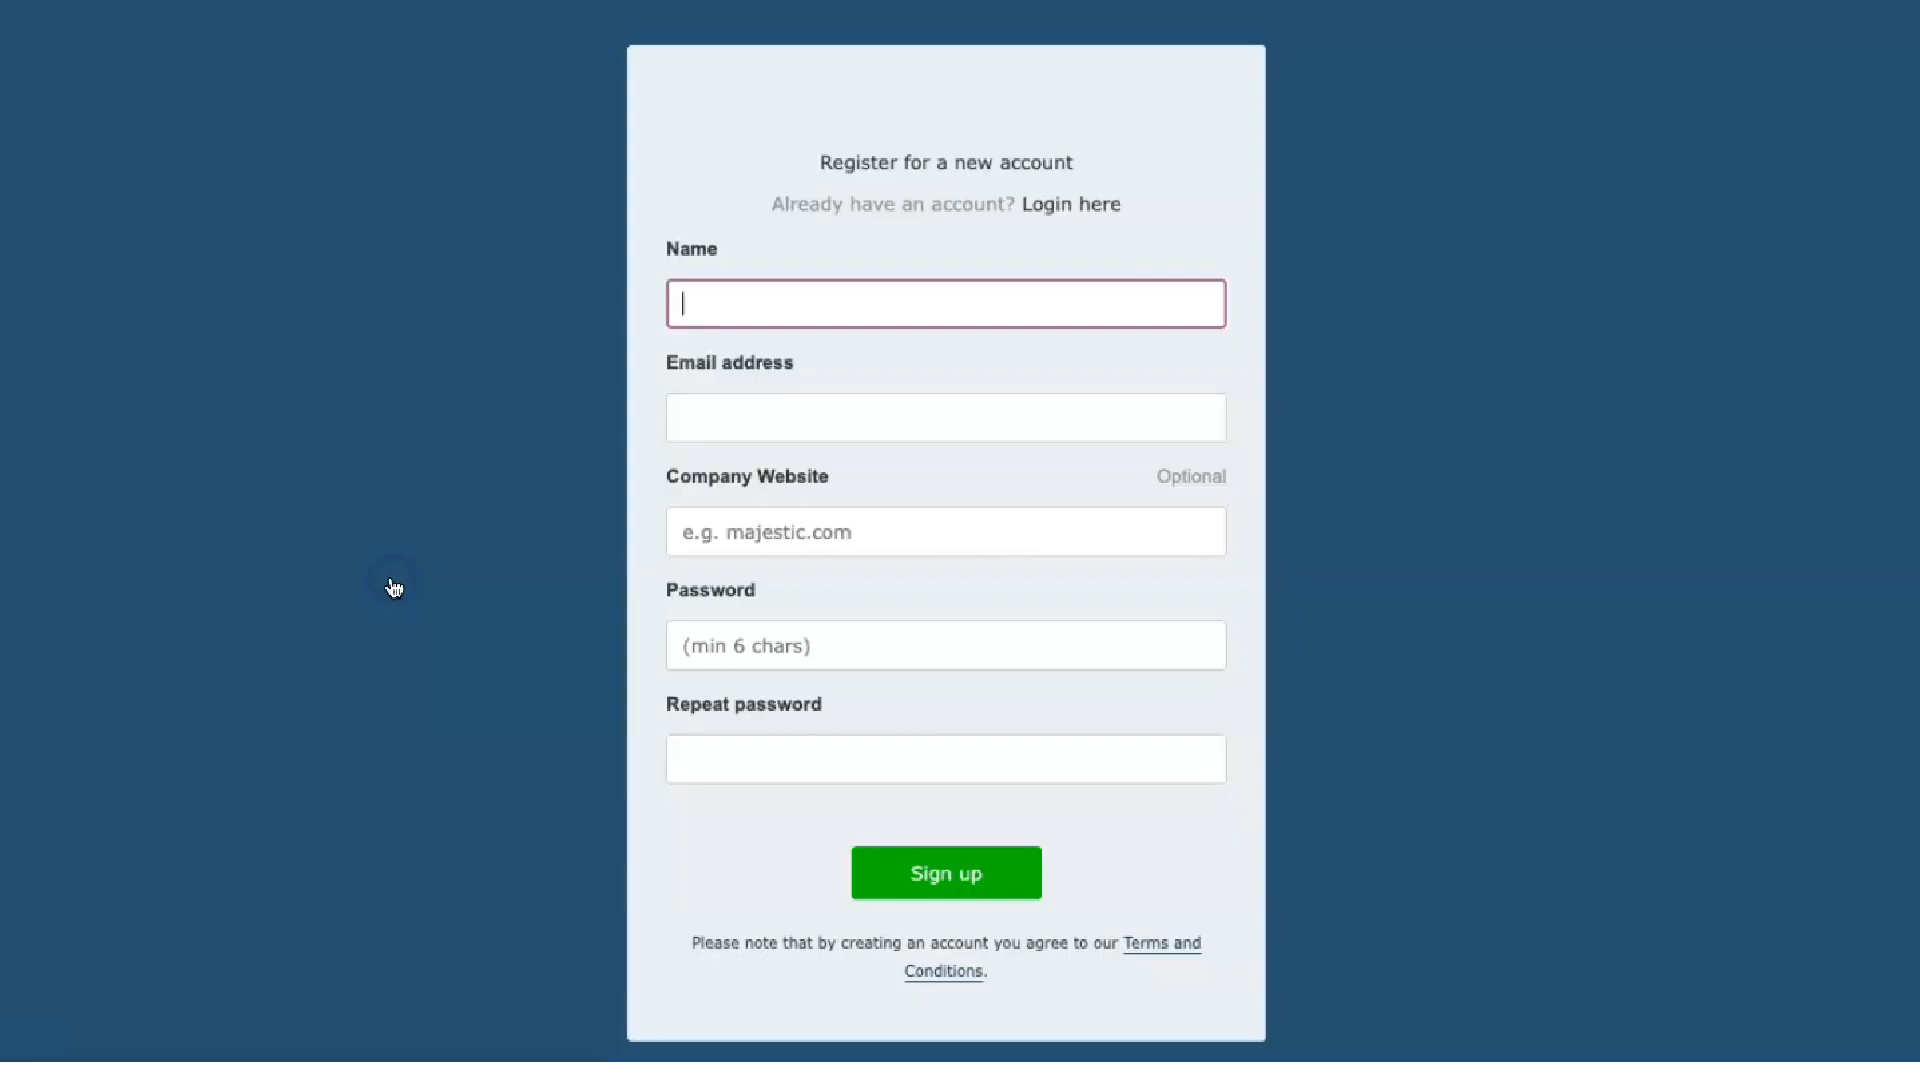 Register for a new account
Already have an account? Login here
Name
Email address
Company Website Optional
e.g. majestic.com
Password
(min 6 chars)
Repeat password
Sign up
Please note that by creating an account you agree to our Terms and
Conditions.